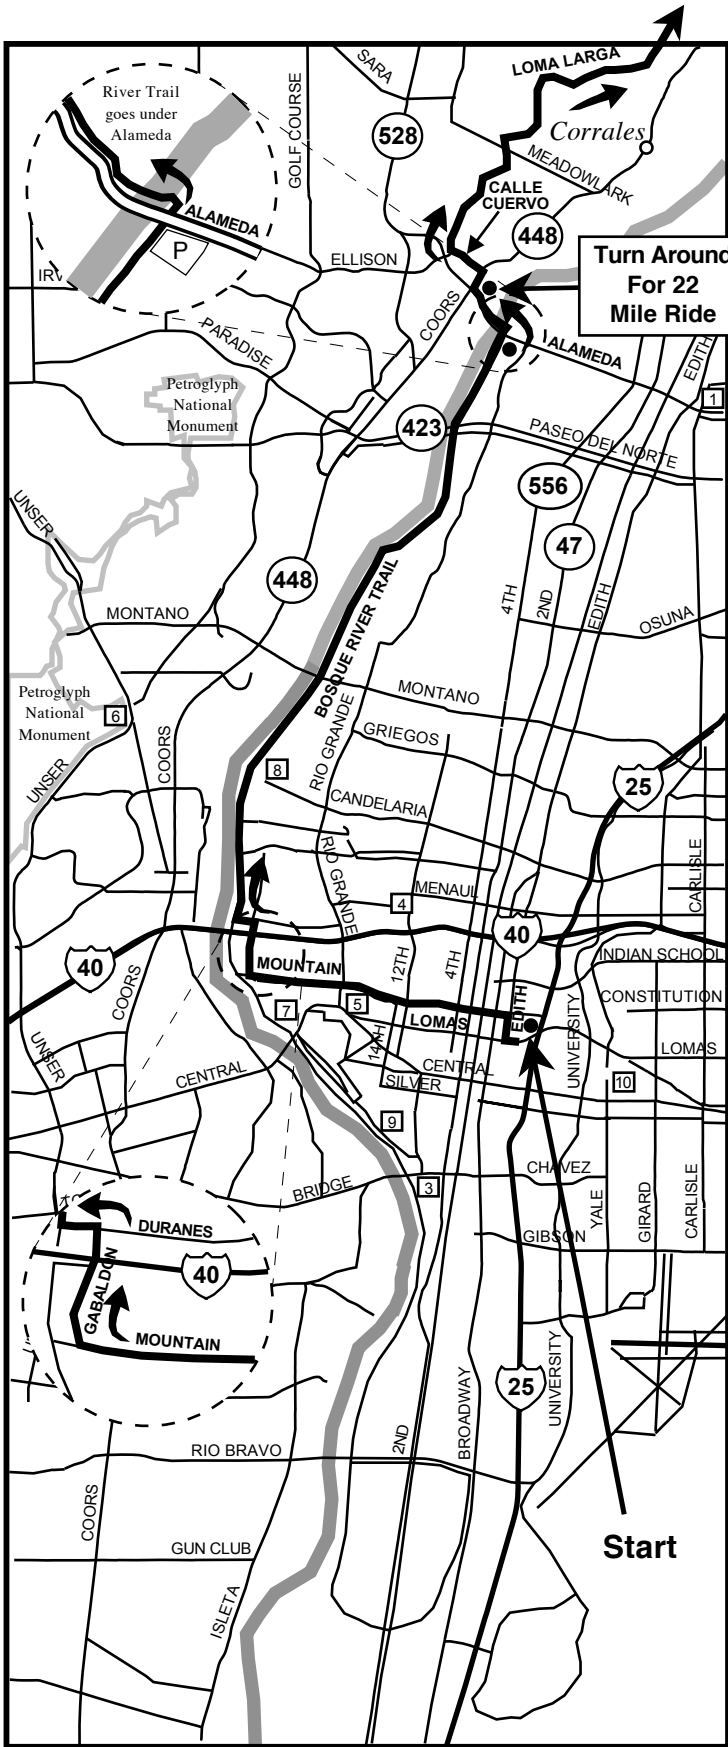 SARA
LOMA LARGA
River Trail
goes under
Alameda
GOLF COURSE
528
Corrales
MEADOWLARK
CALLE
CUERVO
ALAMEDA
448
P
ELLISON
Turn Around
For 22
Mile Ride
IRV
COORS
PARADISE
ALAMEDA
EDITH
Petroglyph
National
Monument
1
423
PASEO DEL NORTE
556
UNSER
47
448
BOSQUE RIVER TRAIL
4TH
2ND
EDITH
MONTANO
OSUNA
Petroglyph
National
Monument
6
MONTANO
RIO GRANDE
GRIEGOS
COORS
UNSER
8
25
CANDELARIA
RIO GRANDE
CARLISLE
MENAUL
4
40
40
INDIAN SCHOOL
MOUNTAIN
12TH
4TH
COORS
EDITH
UNIVERSITY
CONSTITUTION
5
7
LOMAS
14TH
LOMAS
UNSER
CENTRAL
CENTRAL
SILVER
10
9
CHAVEZ
BRIDGE
3
YALE
GIRARD
CARLISLE
DURANES
GIBSON
40
GABALDON
MOUNTAIN
UNIVERSITY
25
BROADWAY
2ND
RIO BRAVO
COORS
Start
GUN CLUB
ISLETA